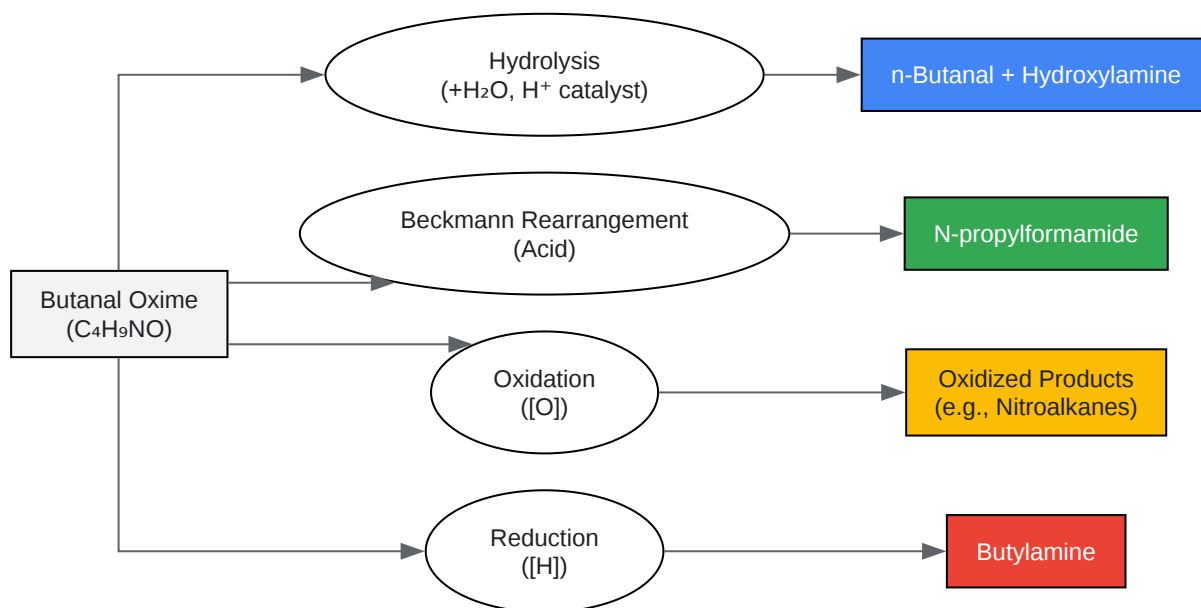 Hydrolysis
(+H₂O, H⁺ catalyst)
n-Butanal + Hydroxylamine
Beckmann Rearrangement
(Acid)
N-propylformamide
Butanal Oxime
(C₄H₉NO)
Oxidation
([O])
Oxidized Products
(e.g., Nitroalkanes)
Reduction
([H])
Butylamine